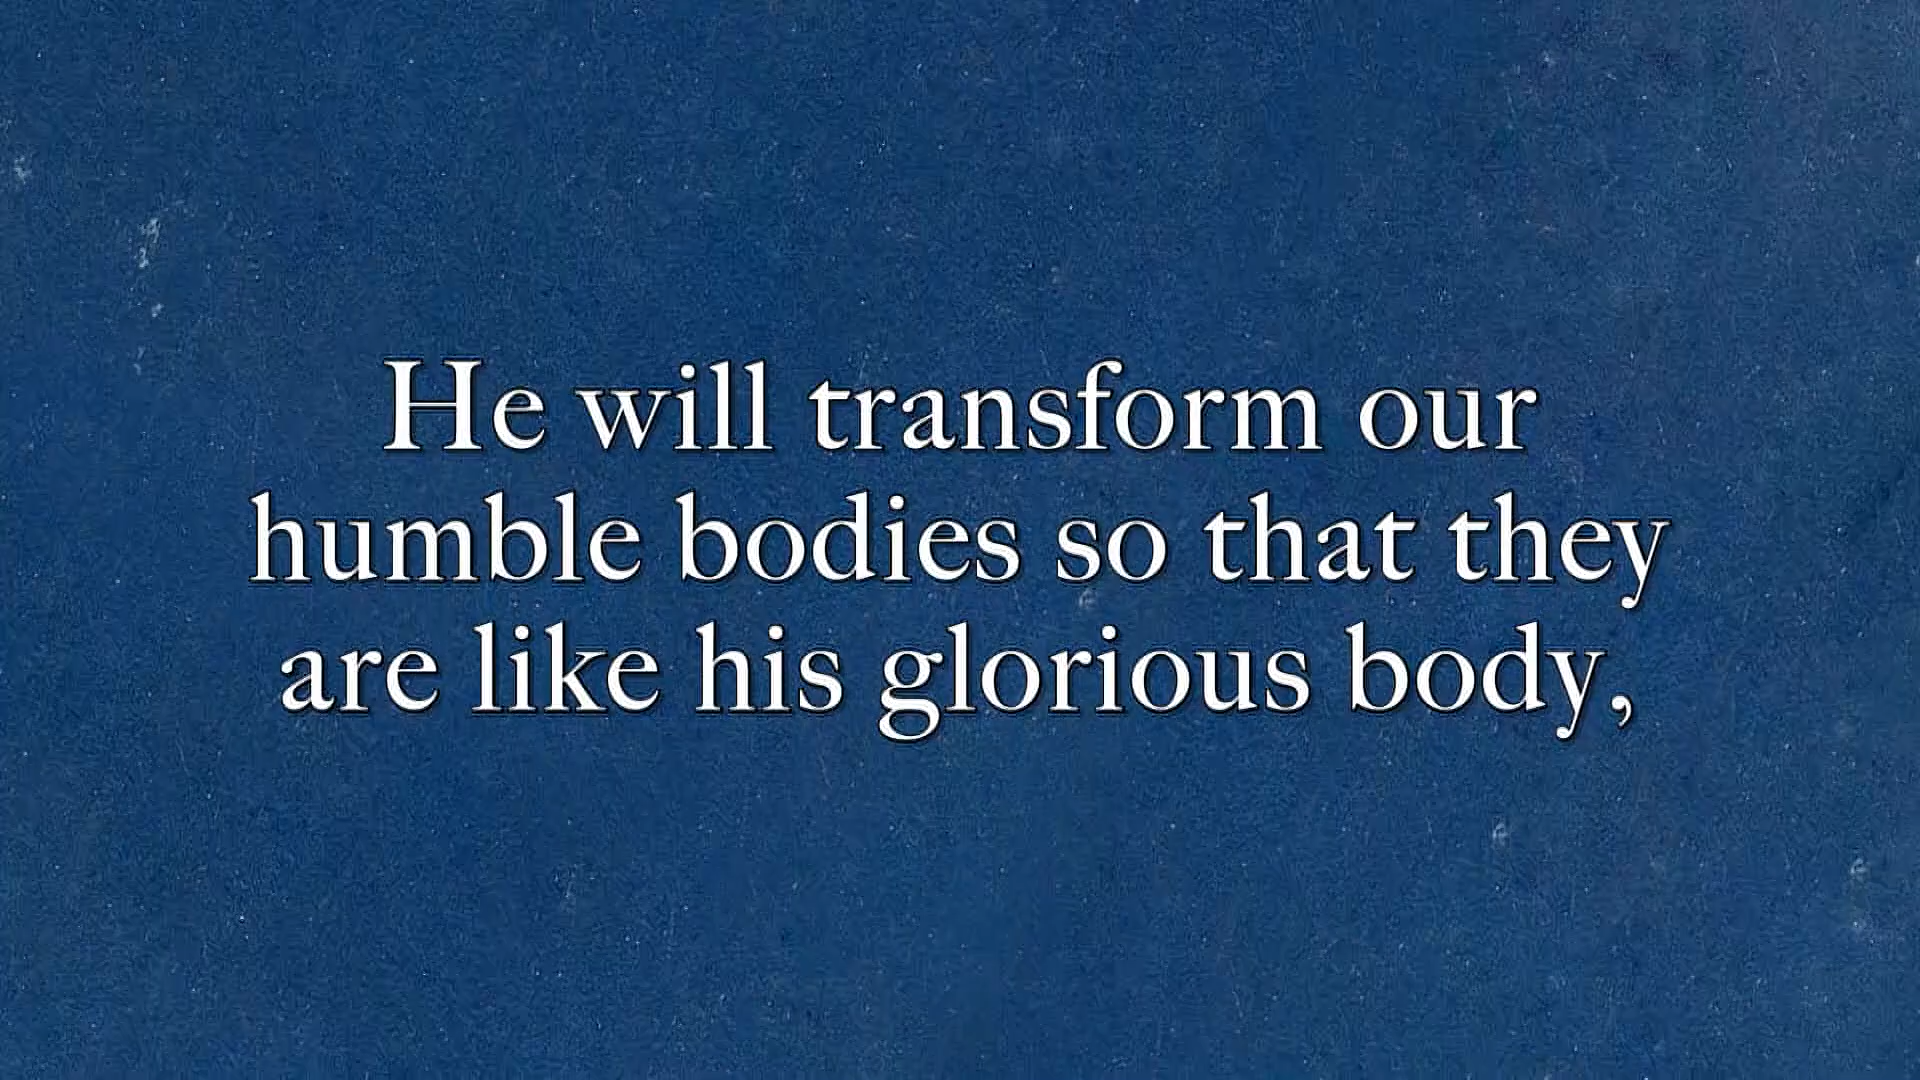 He will transform our
humble bodies so that they
are like his glorious body,